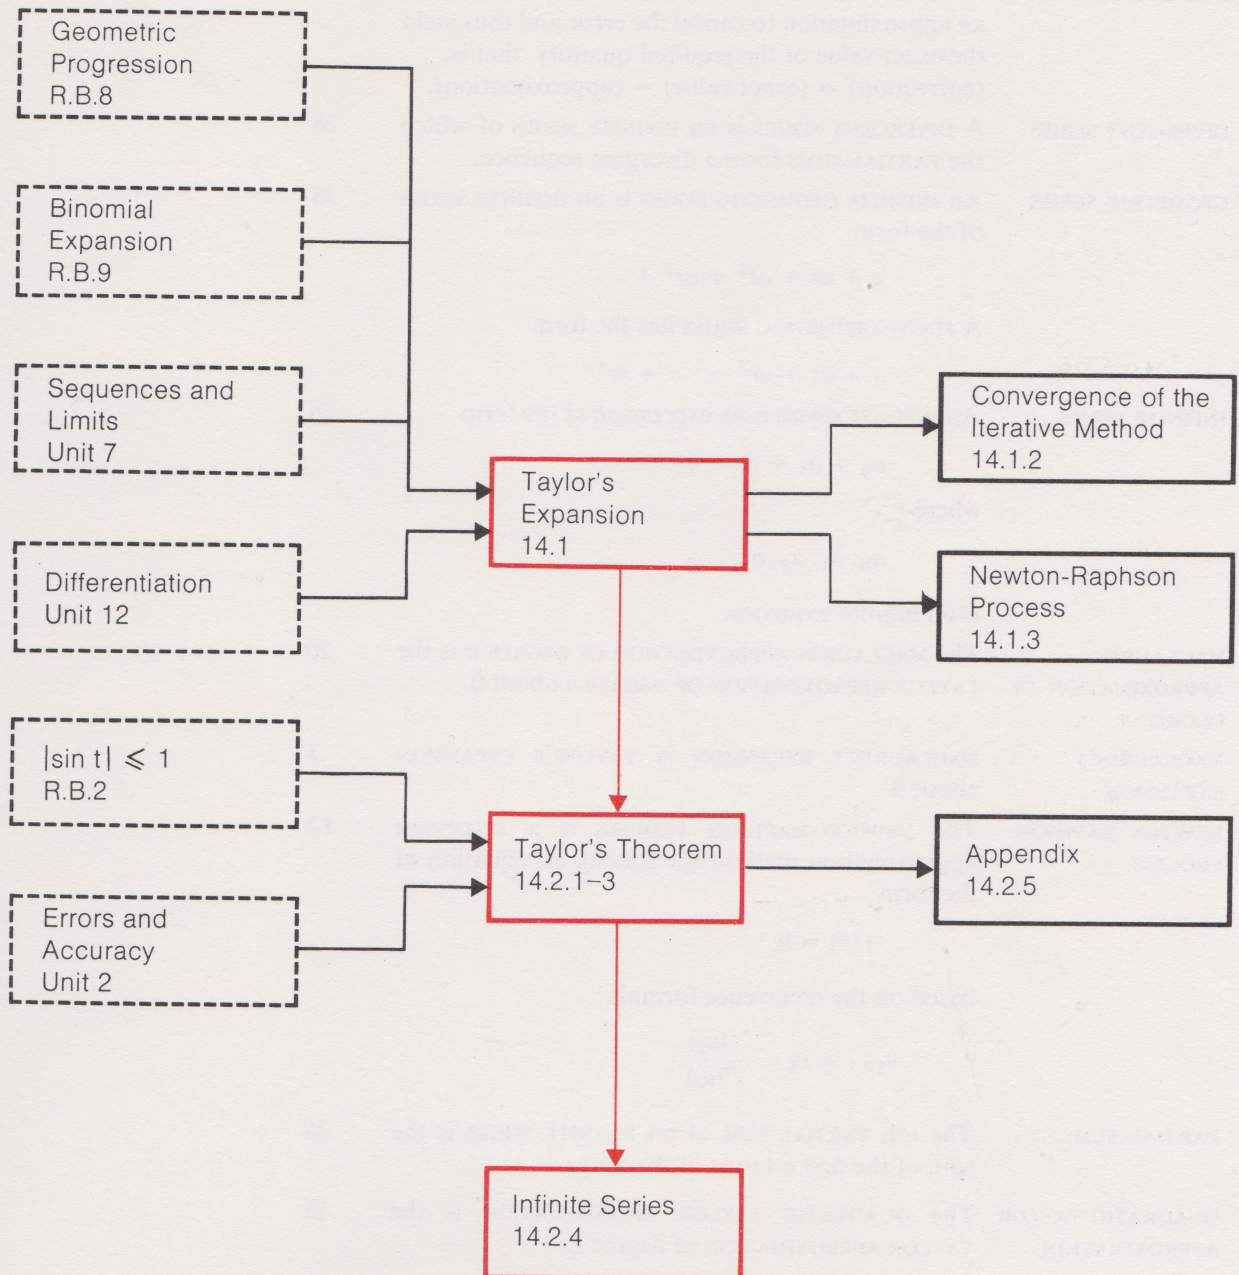 Geometric
Progression
R.B.8
Binomial
Expansion
R.B.9
Sequences and
Limits
Unit 7
Differentiation
Unit 12
|sin t| ⩽ 1
R.B.2
Errors and
Accuracy
Unit 2
Taylor's
Expansion
14.1
Taylor's Theorem
14.2.1–3
Infinite Series
14.2.4
Convergence of the
Iterative Method
14.1.2
Newton-Raphson
Process
14.1.3
Appendix
14.2.5